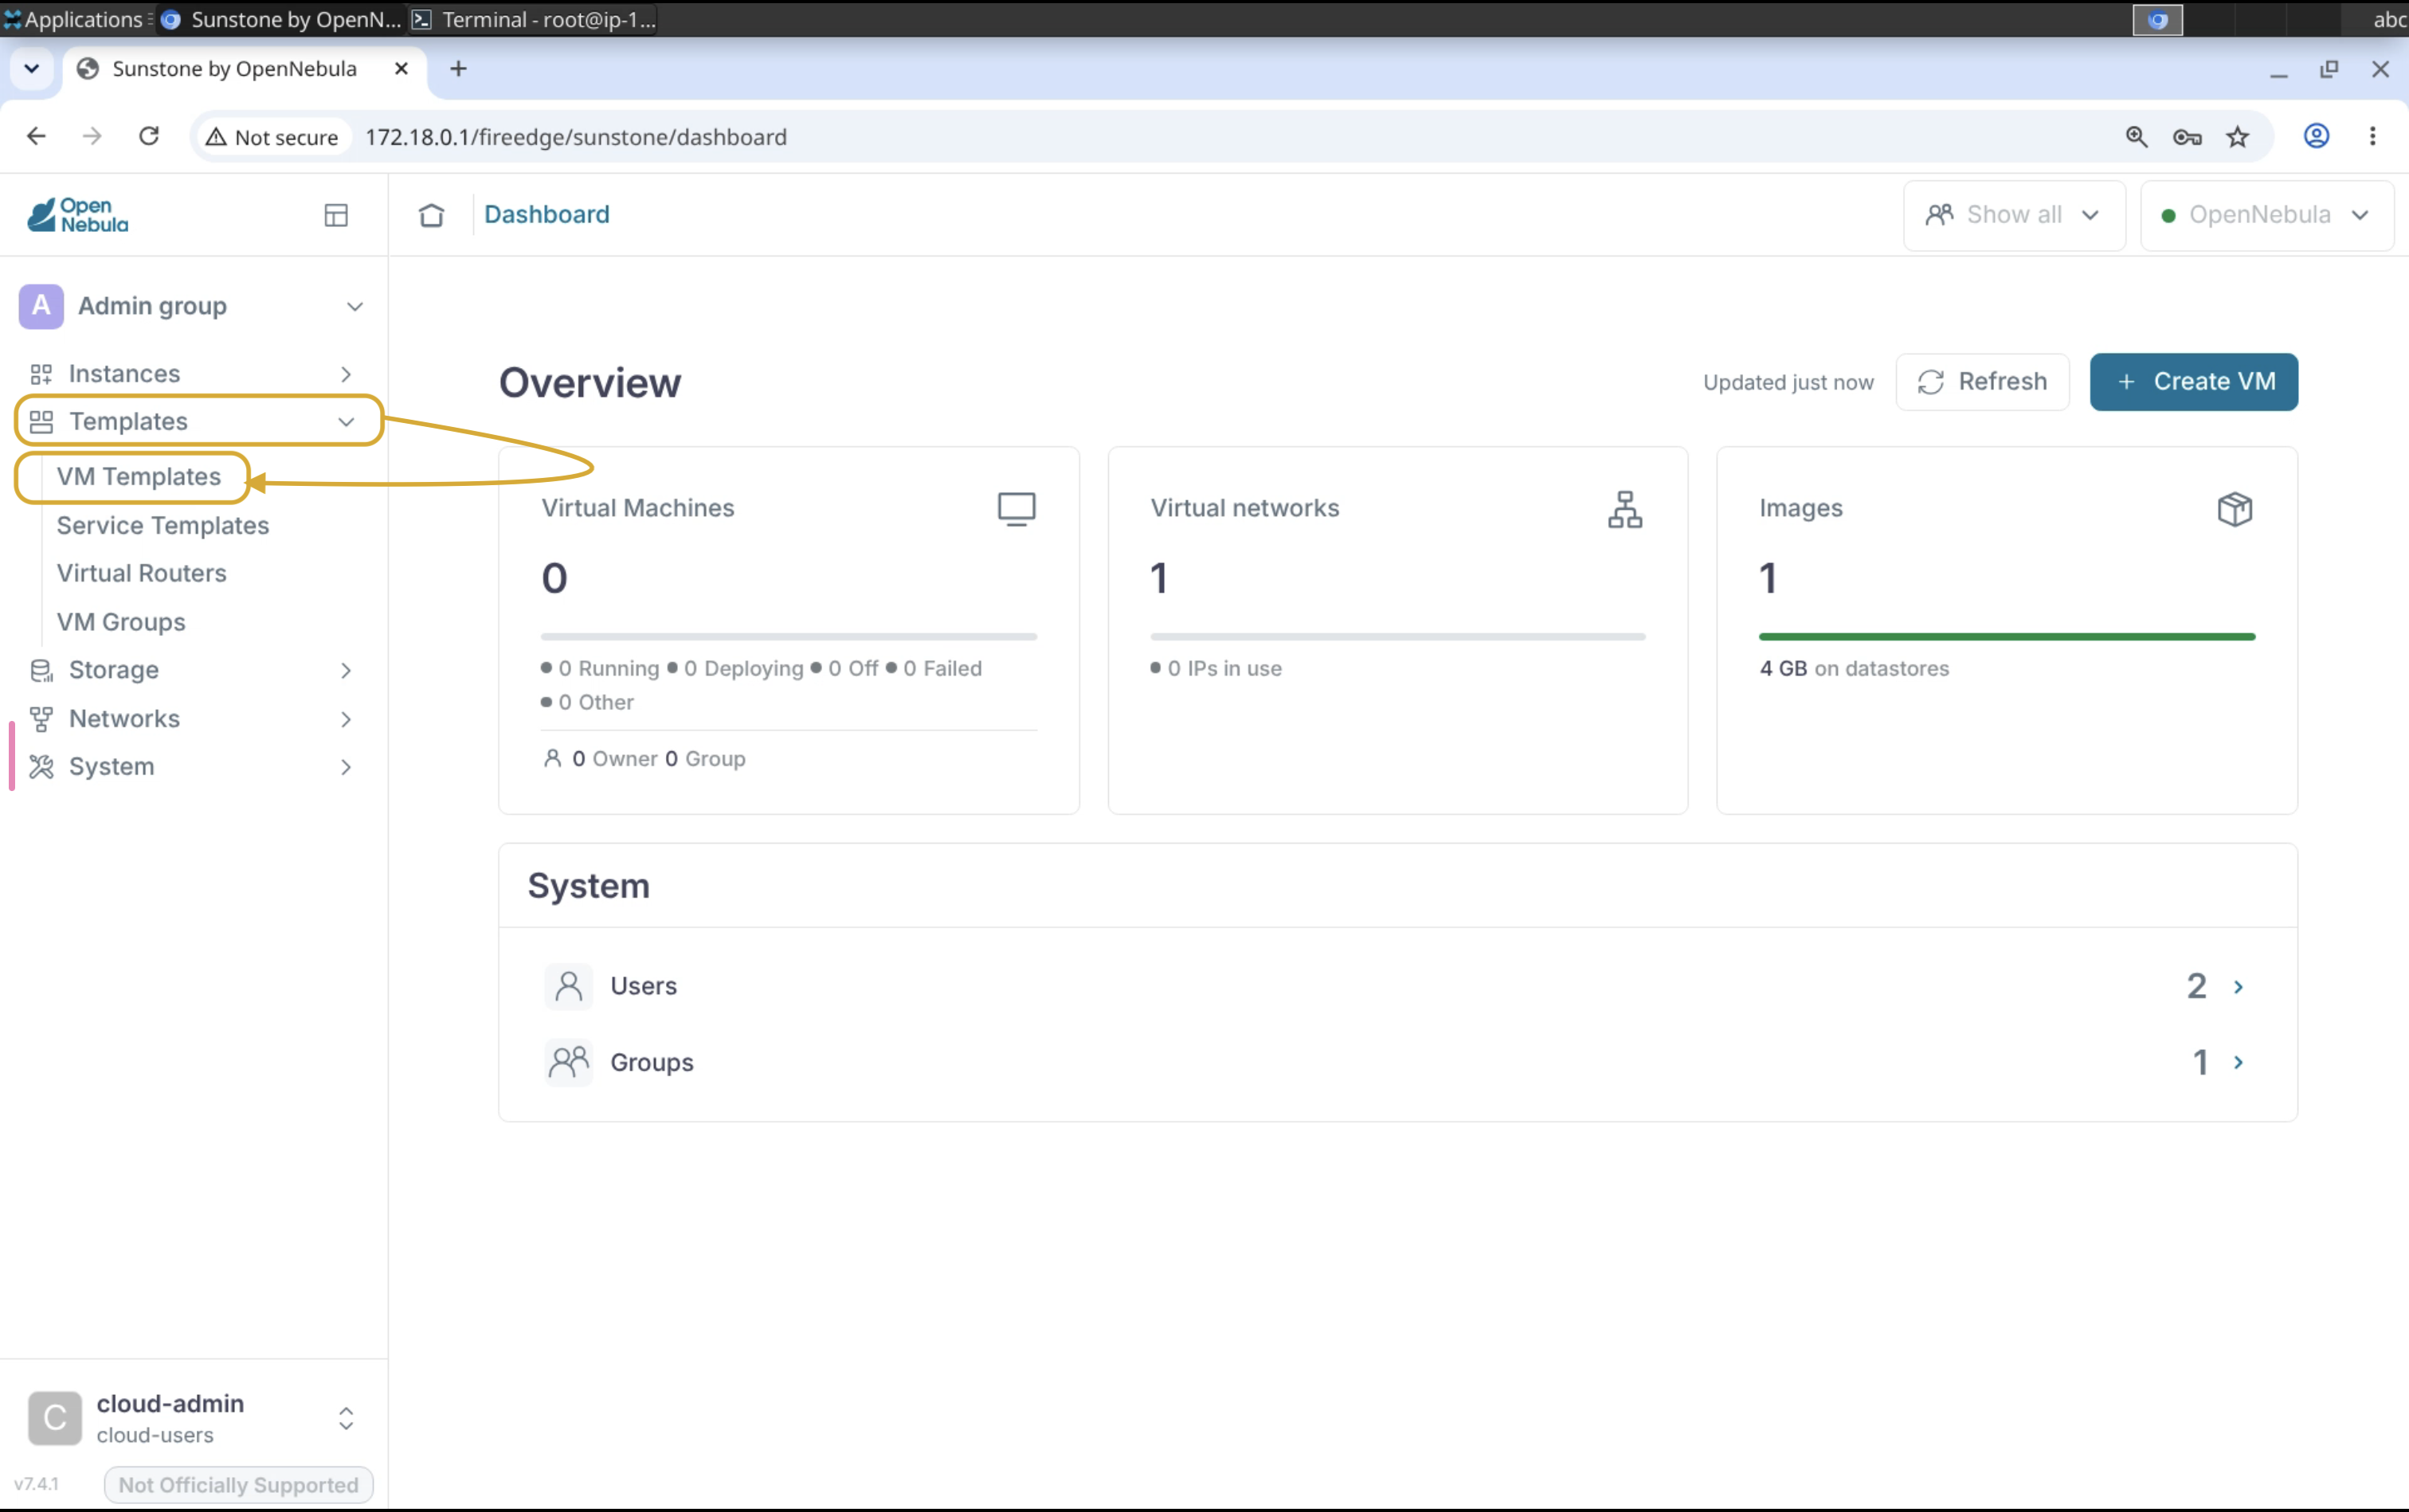 Applications
Sunstone by OpenN...
Terminal - root@ip-1...
abc
Sunstone by OpenNebula
Not secure
172.18.0.1/fireedge/sunstone/dashboard
Open
Nebula
Dashboard
Show all
OpenNebula
A
Admin group
Instances
Templates
VM Templates
Service Templates
Virtual Routers
VM Groups
Storage
Networks
System
Overview
Updated just now
Refresh
+ Create VM
Virtual Machines
0
0 Running 0 Deploying 0 Off 0 Failed
0 Other
0 Owner 0 Group
Virtual networks
1
0 IPs in use
Images
1
4 GB on datastores
System
Users
2
Groups
1
C
cloud-admin
cloud-users
v7.4.1
Not Officially Supported